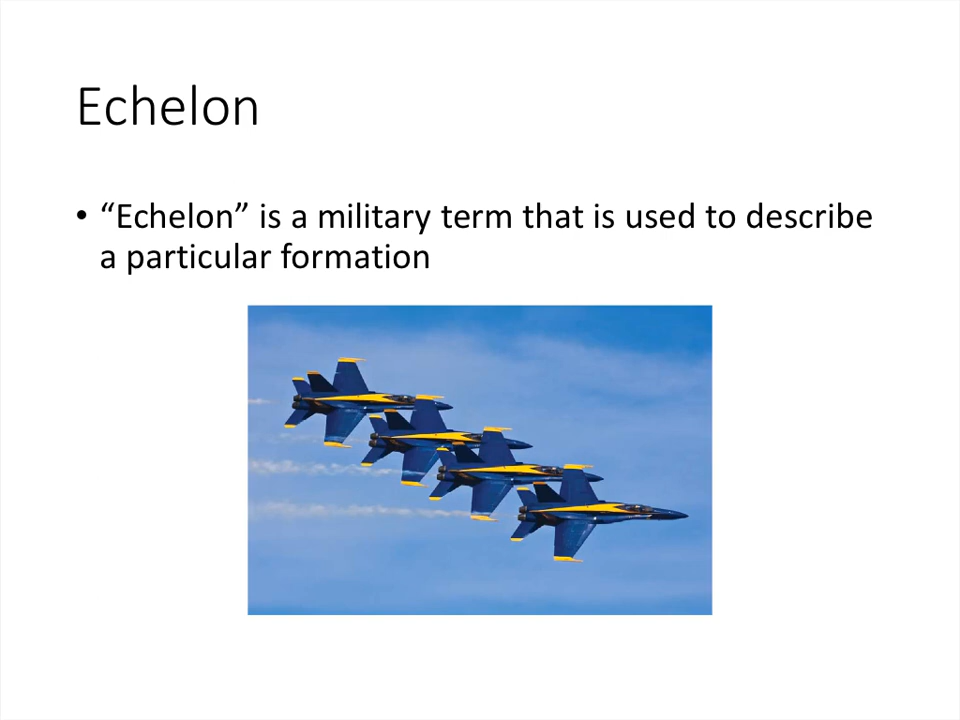 Echelon
• “Echelon” is a military term that is used to describe
a particular formation